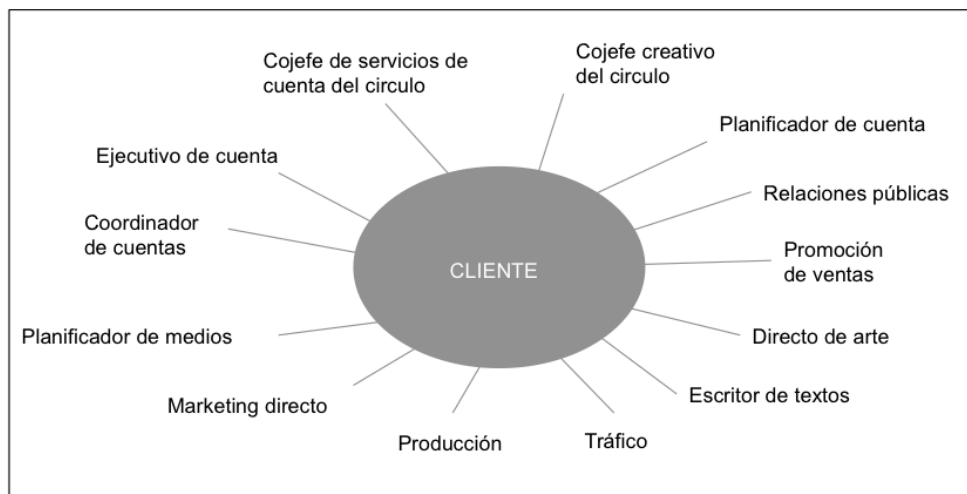 Cojefe de servicios de
cuenta del circulo
Cojefe creativo
del circulo
Planificador de cuenta
Ejecutivo de cuenta
Relaciones públicas
Coordinador
de cuentas
Promoción
de ventas
CLIENTE
Planificador de medios
Directo de arte
Marketing directo
Escritor de textos
Producción
Tráfico